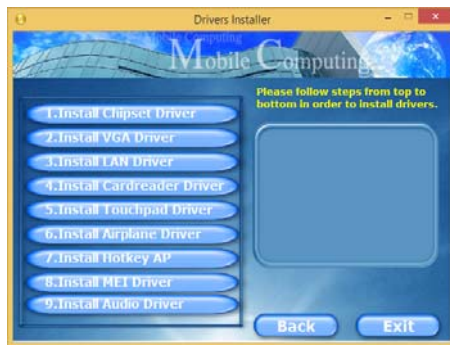 Drivers Installer
Mobile Computing
Mobile Computing
Please follow steps from top to
bottom in order to install drivers.
1.Install Chipset Driver
2.Install VGA Driver
3.Install LAN Driver
4.Install Cardreader Driver
5.Install Touchpad Driver
6.Install Airplane Driver
7.Install Hotkey AP
8.Install MEI Driver
9.Install Audio Driver
Back
Exit